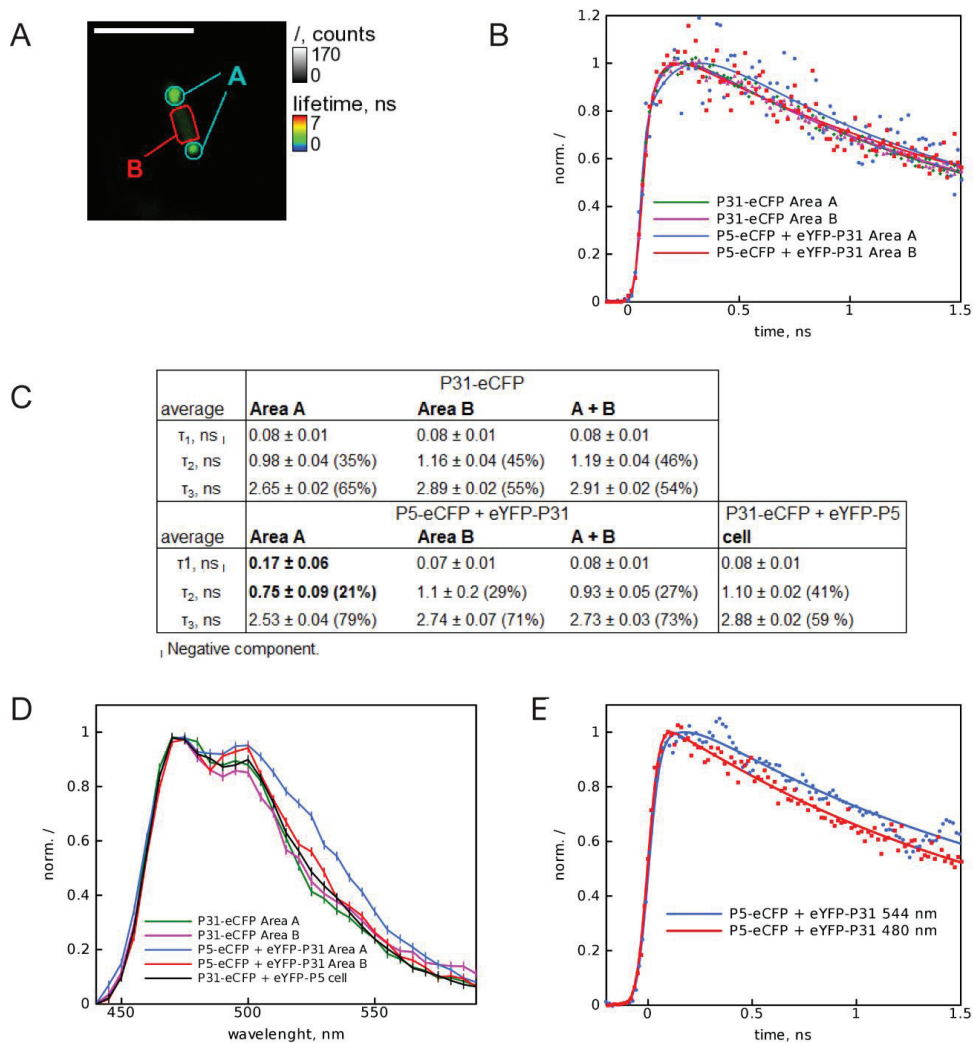 A
I, counts
170
0
lifetime, ns
7
0
A
B
B
norm. I
1.2
1
0.8
0.6
0.4
0.2
0
P31-eCFP Area A
P31-eCFP Area B
P5-eCFP + eYFP-P31 Area A
P5-eCFP + eYFP-P31 Area B
0 0.5 1 1.5
time, ns
C
P31-eCFP
average Area A Area B A + B
τ1, ns I 0.08 ± 0.01 0.08 ± 0.01 0.08 ± 0.01
τ2, ns 0.98 ± 0.04 (35%) 1.16 ± 0.04 (45%) 1.19 ± 0.04 (46%)
τ3, ns 2.65 ± 0.02 (65%) 2.89 ± 0.02 (55%) 2.91 ± 0.02 (54%)
P5-eCFP + eYFP-P31 P31-eCFP + eYFP-P5
average Area A Area B A + B cell
τ1, ns I 0.17 ± 0.06 0.07 ± 0.01 0.08 ± 0.01 0.08 ± 0.01
τ2, ns 0.75 ± 0.09 (21%) 1.1 ± 0.2 (29%) 0.93 ± 0.05 (27%) 1.10 ± 0.02 (41%)
τ3, ns 2.53 ± 0.04 (79%) 2.74 ± 0.07 (71%) 2.73 ± 0.03 (73%) 2.88 ± 0.02 (59 %)
I Negative component.
D
norm. I
1
0.8
0.6
0.4
0.2
0
P31-eCFP Area A
P31-eCFP Area B
P5-eCFP + eYFP-P31 Area A
P5-eCFP + eYFP-P31 Area B
P31-eCFP + eYFP-P5 cell
450 500 550
wavelenght, nm
E
norm. I
1
0.8
0.6
0.4
0.2
0
P5-eCFP + eYFP-P31 544 nm
P5-eCFP + eYFP-P31 480 nm
0 0.5 1 1.5
time, ns